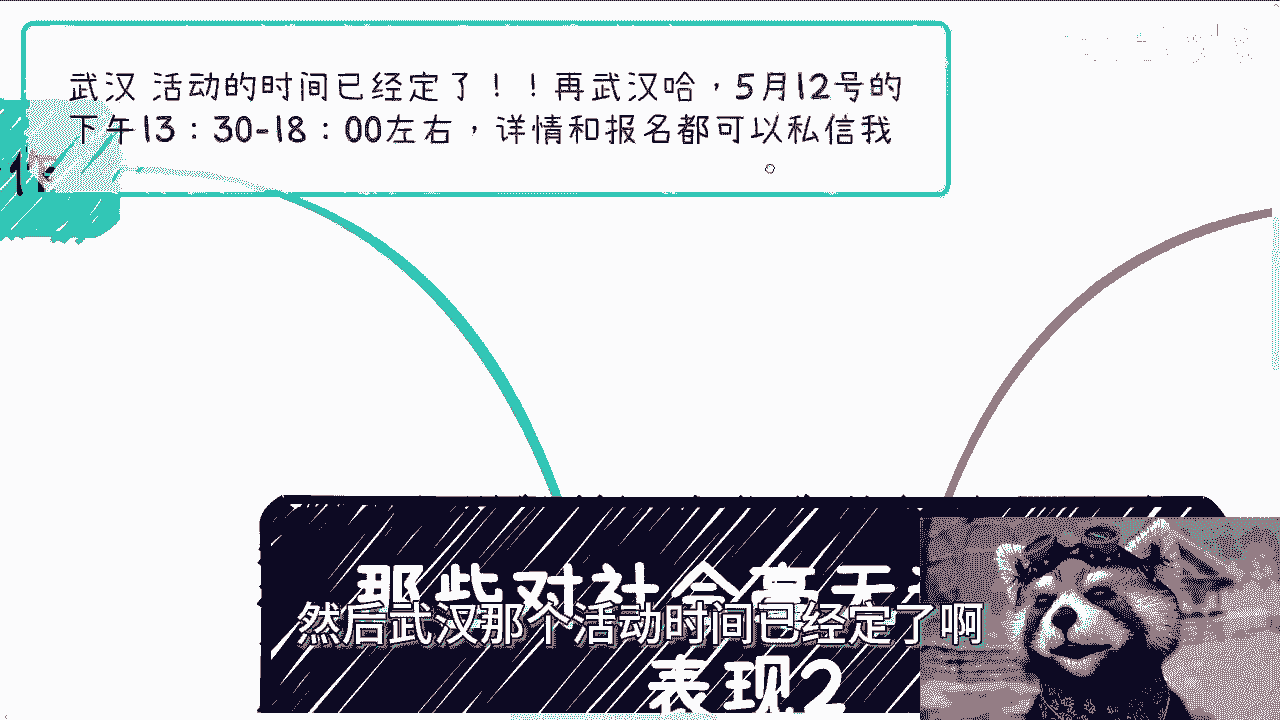 武汉 活动的时间已经定了！！再武汉哈，5月12号的
下午13：30-18：00左右，详情和报名都可以私信我
那些对社会毫无
然后武汉那个活动时间已经定了啊
表现2